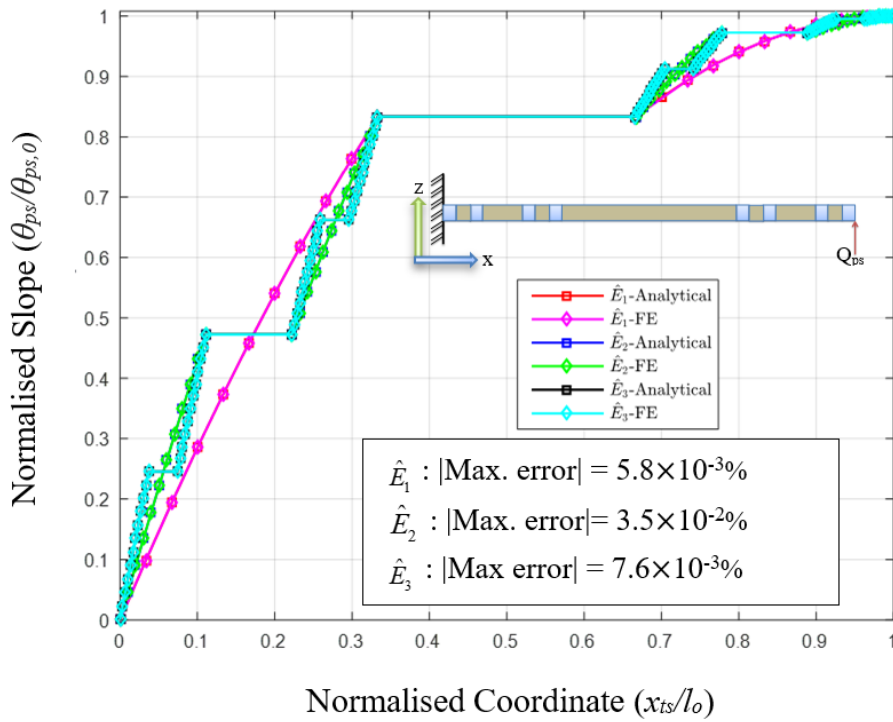 Normalised Slope (θps/θps,0)
1
0.9
0.8
0.7
0.6
0.5
0.4
0.3
0.2
0.1
0
z
x
Qps
Ê1-Analytical
Ê1-FE
Ê2-Analytical
Ê2-FE
Ê3-Analytical
Ê3-FE
Ê1 : |Max. error| = 5.8×10-3%
Ê2 : |Max. error|= 3.5×10-2%
Ê3 : |Max error| = 7.6×10-3%
0 0.1 0.2 0.3 0.4 0.5 0.6 0.7 0.8 0.9 1
Normalised Coordinate (xts/lo)